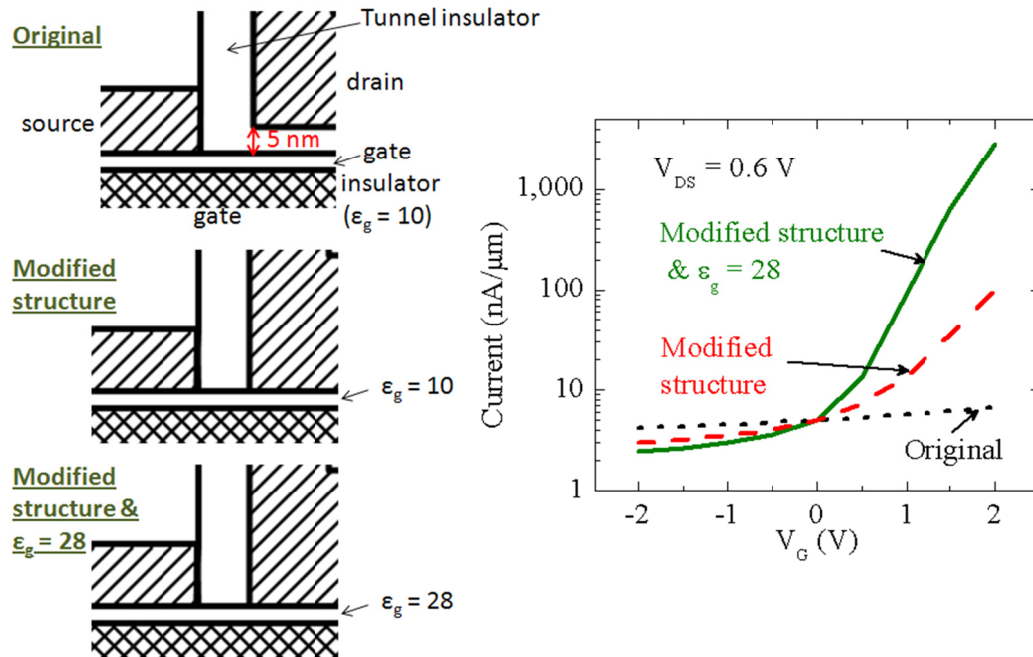 Original
Tunnel insulator
drain
source
5 nm
gate
insulator
(εg = 10)
gate
Modified
structure
εg = 10
Modified
structure &
εg = 28
εg = 28
VDS = 0.6 V
Modified structure
& εg = 28
Modified
structure
Original
Current (nA/μm)
1,000
100
10
1
-2
-1
0
1
2
VG (V)